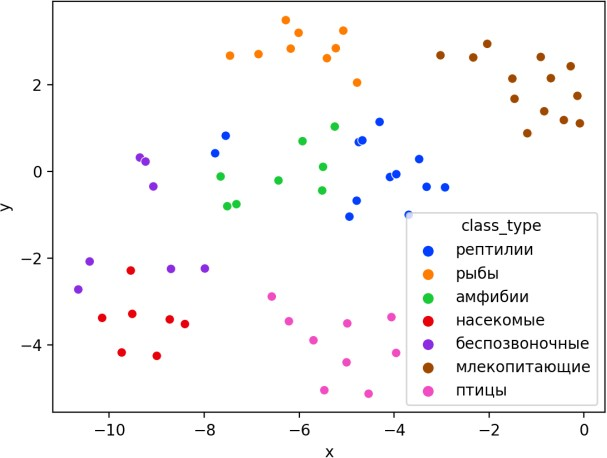 2
0
−2
−4
y
−10
−8
−6
−4
−2
0
x
class_type
рептилии
рыбы
амфибии
насекомые
беспозвоночные
млекопитающие
птицы